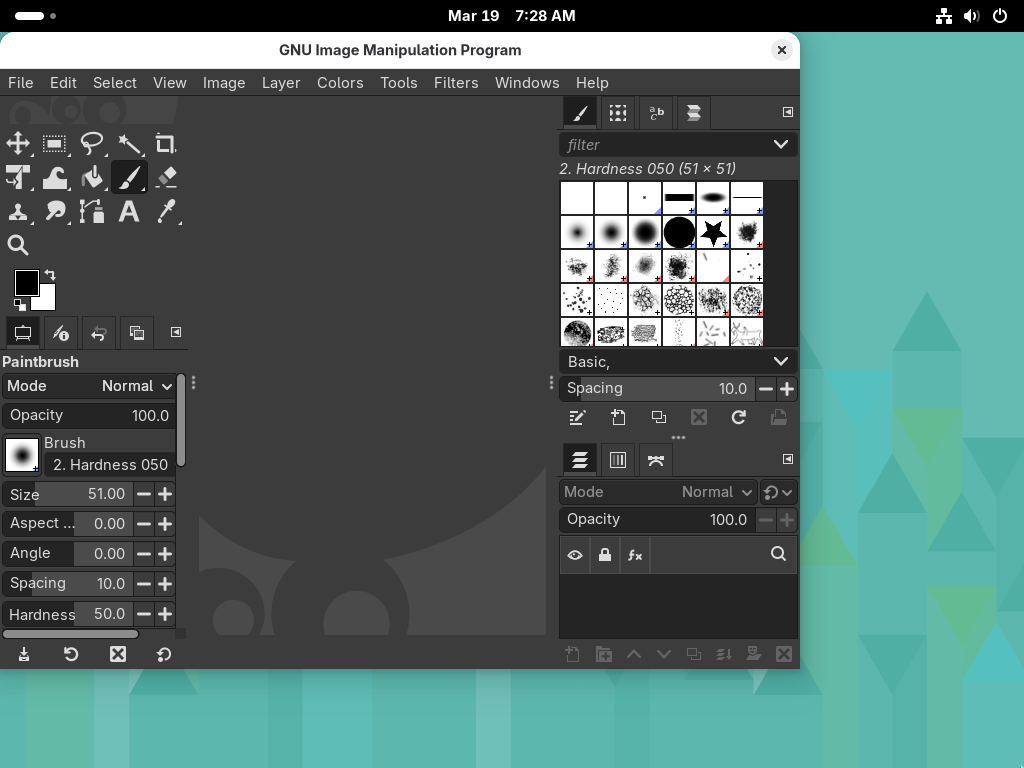 Mar 19 7:28 AM
GNU Image Manipulation Program
File Edit Select View Image Layer Colors Tools Filters Windows Help
filter
2. Hardness 050 (51 × 51)
Basic,
Spacing 10.0
Mode Normal
Opacity 100.0
Paintbrush
Mode Normal
Opacity 100.0
Brush
2. Hardness 050
Size 51.00
Aspect ... 0.00
Angle 0.00
Spacing 10.0
Hardness 50.0